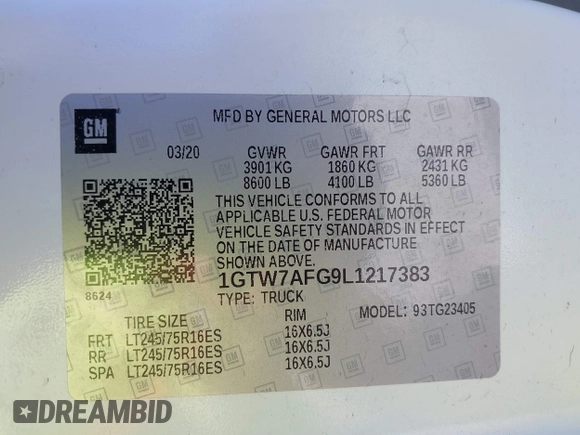 GM
MFD BY GENERAL MOTORS LLC
03/20 GVWR GAWR FRT GAWR RR
3901 KG 1860 KG 2431 KG
8600 LB 4100 LB 5360 LB
THIS VEHICLE CONFORMS TO ALL
APPLICABLE U.S. FEDERAL MOTOR
VEHICLE SAFETY STANDARDS IN EFFECT
ON THE DATE OF MANUFACTURE
SHOWN ABOVE.
8624
1GTW7AFG9L1217383
TYPE: TRUCK
MODEL: 93TG23405
TIRE SIZE RIM
FRT LT245/75R16ES 16X6.5J
RR LT245/75R16ES 16X6.5J
SPA LT245/75R16ES 16X6.5J
DREAMBID